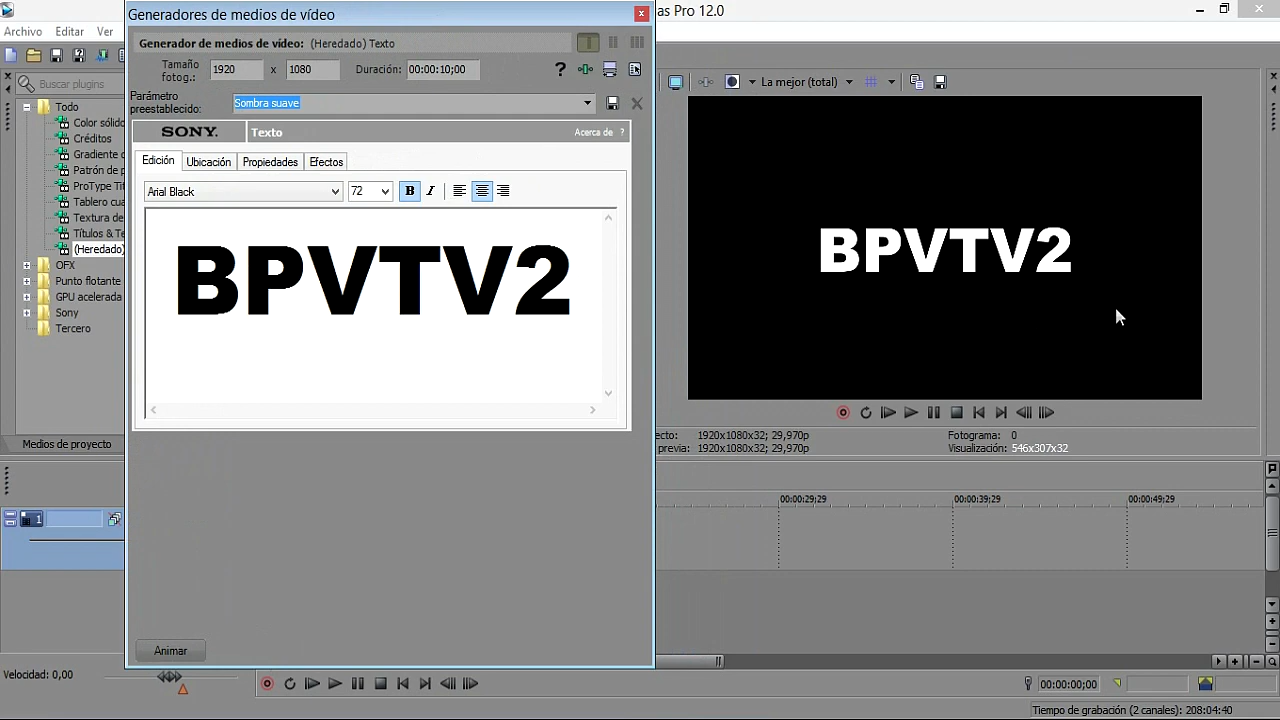 Generadores de medios de vídeo
as Pro 12.0
Archivo Editar Ver
Generador de medios de vídeo: (Heredado) Texto
Tamaño fotog.: 1920 x 1080 Duración: 00:00:10;00
Buscar plugins
La mejor (total)
Parámetro preestablecido: Sombra suave
Todo
Color sólido
Créditos
Gradiente
Patrón de p
ProType Tit
Tablero cua
Textura de
Títulos & Te
(Heredado)
OFX
Punto flotante
GPU acelerada
Sony
Tercero
SONY. Texto Acerca de ?
Edición Ubicación Propiedades Efectos
Arial Black 72 B I
BPVTV2
BPVTV2
Medios de proyecto
ecto: 1920x1080x32; 29,970p Fotograma: 0
previa: 1920x1080x32; 29,970p Visualización: 546x307x32
00:00:29;29 00:00:39;29 00:00:49;29
1
Animar
Velocidad: 0,00
00:00:00;00
Tiempo de grabación (2 canales): 208:04:40